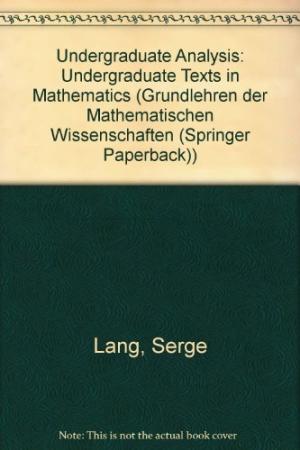 Undergraduate Analysis:
Undergraduate Texts in
Mathematics (Grundlehren der
Mathematischen
Wissenschaften (Springer
Paperback))
Lang, Serge
Note: This is not the actual book cover